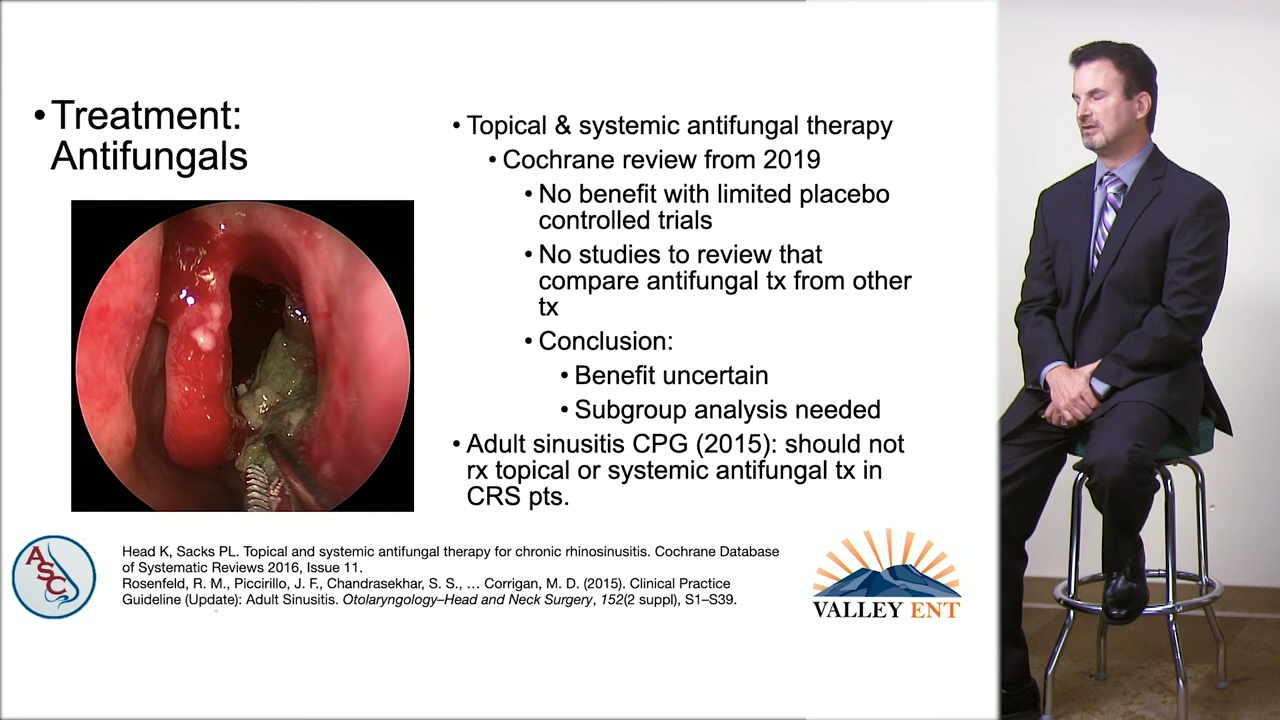 • Treatment:
Antifungals
• Topical & systemic antifungal therapy
• Cochrane review from 2019
• No benefit with limited placebo
controlled trials
• No studies to review that
compare antifungal tx from other
tx
• Conclusion:
• Benefit uncertain
• Subgroup analysis needed
• Adult sinusitis CPG (2015): should not
rx topical or systemic antifungal tx in
CRS pts.
ASC
Head K, Sacks PL. Topical and systemic antifungal therapy for chronic rhinosinusitis. Cochrane Database
of Systematic Reviews 2016, Issue 11.
Rosenfeld, R. M., Piccirillo, J. F., Chandrasekhar, S. S., … Corrigan, M. D. (2015). Clinical Practice
Guideline (Update): Adult Sinusitis. Otolaryngology–Head and Neck Surgery, 152(2 suppl), S1–S39.
VALLEY ENT